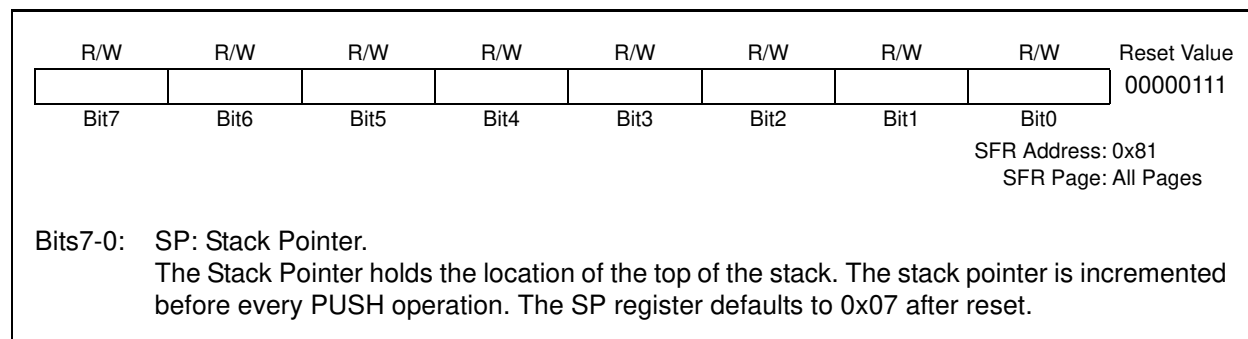 R/W R/W R/W R/W R/W R/W R/W R/W Reset Value
00000111
Bit7 Bit6 Bit5 Bit4 Bit3 Bit2 Bit1 Bit0
SFR Address: 0x81
SFR Page: All Pages
Bits7-0: SP: Stack Pointer.
The Stack Pointer holds the location of the top of the stack. The stack pointer is incremented
before every PUSH operation. The SP register defaults to 0x07 after reset.